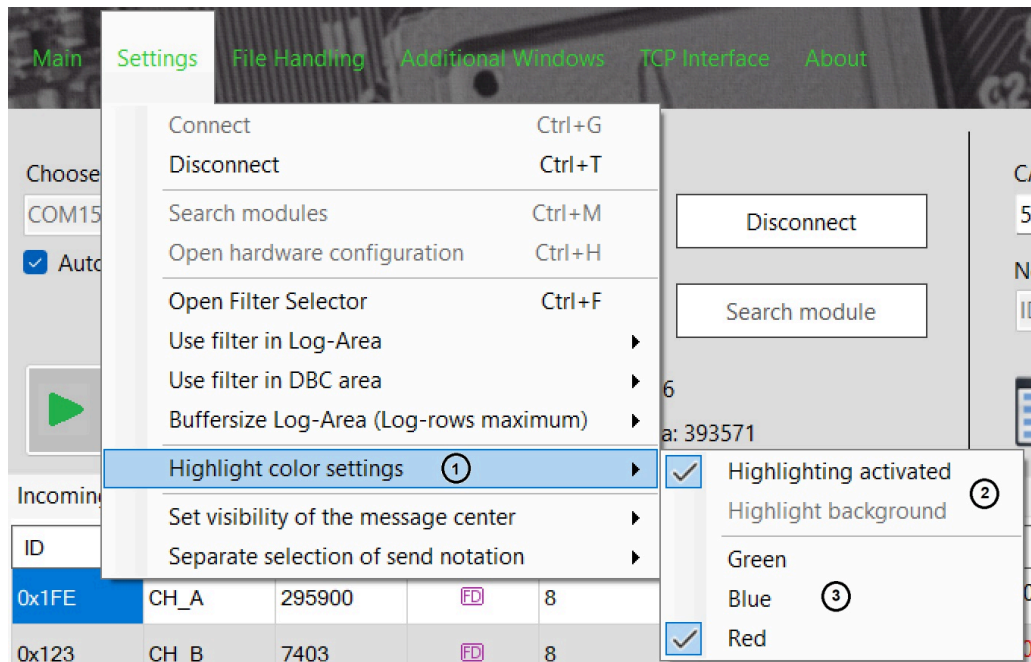 Main Settings File Handling Additional Windows TCP Interface About
Connect Ctrl+G
Choose
Disconnect Ctrl+T
COM15
Search modules Ctrl+M
Disconnect
5
Auto
Open hardware configuration Ctrl+H
Open Filter Selector Ctrl+F
Search module
Use filter in Log-Area
Use filter in DBC area
6
Buffersize Log-Area (Log-rows maximum)
a: 393571
Highlight color settings 1
Highlighting activated
2
Incoming
Highlight background
Set visibility of the message center
ID
Separate selection of send notation
Green
0x1FE CH_A 295900 FD 8
Blue 3
Red
0x123 CH_B 7403 FD 8